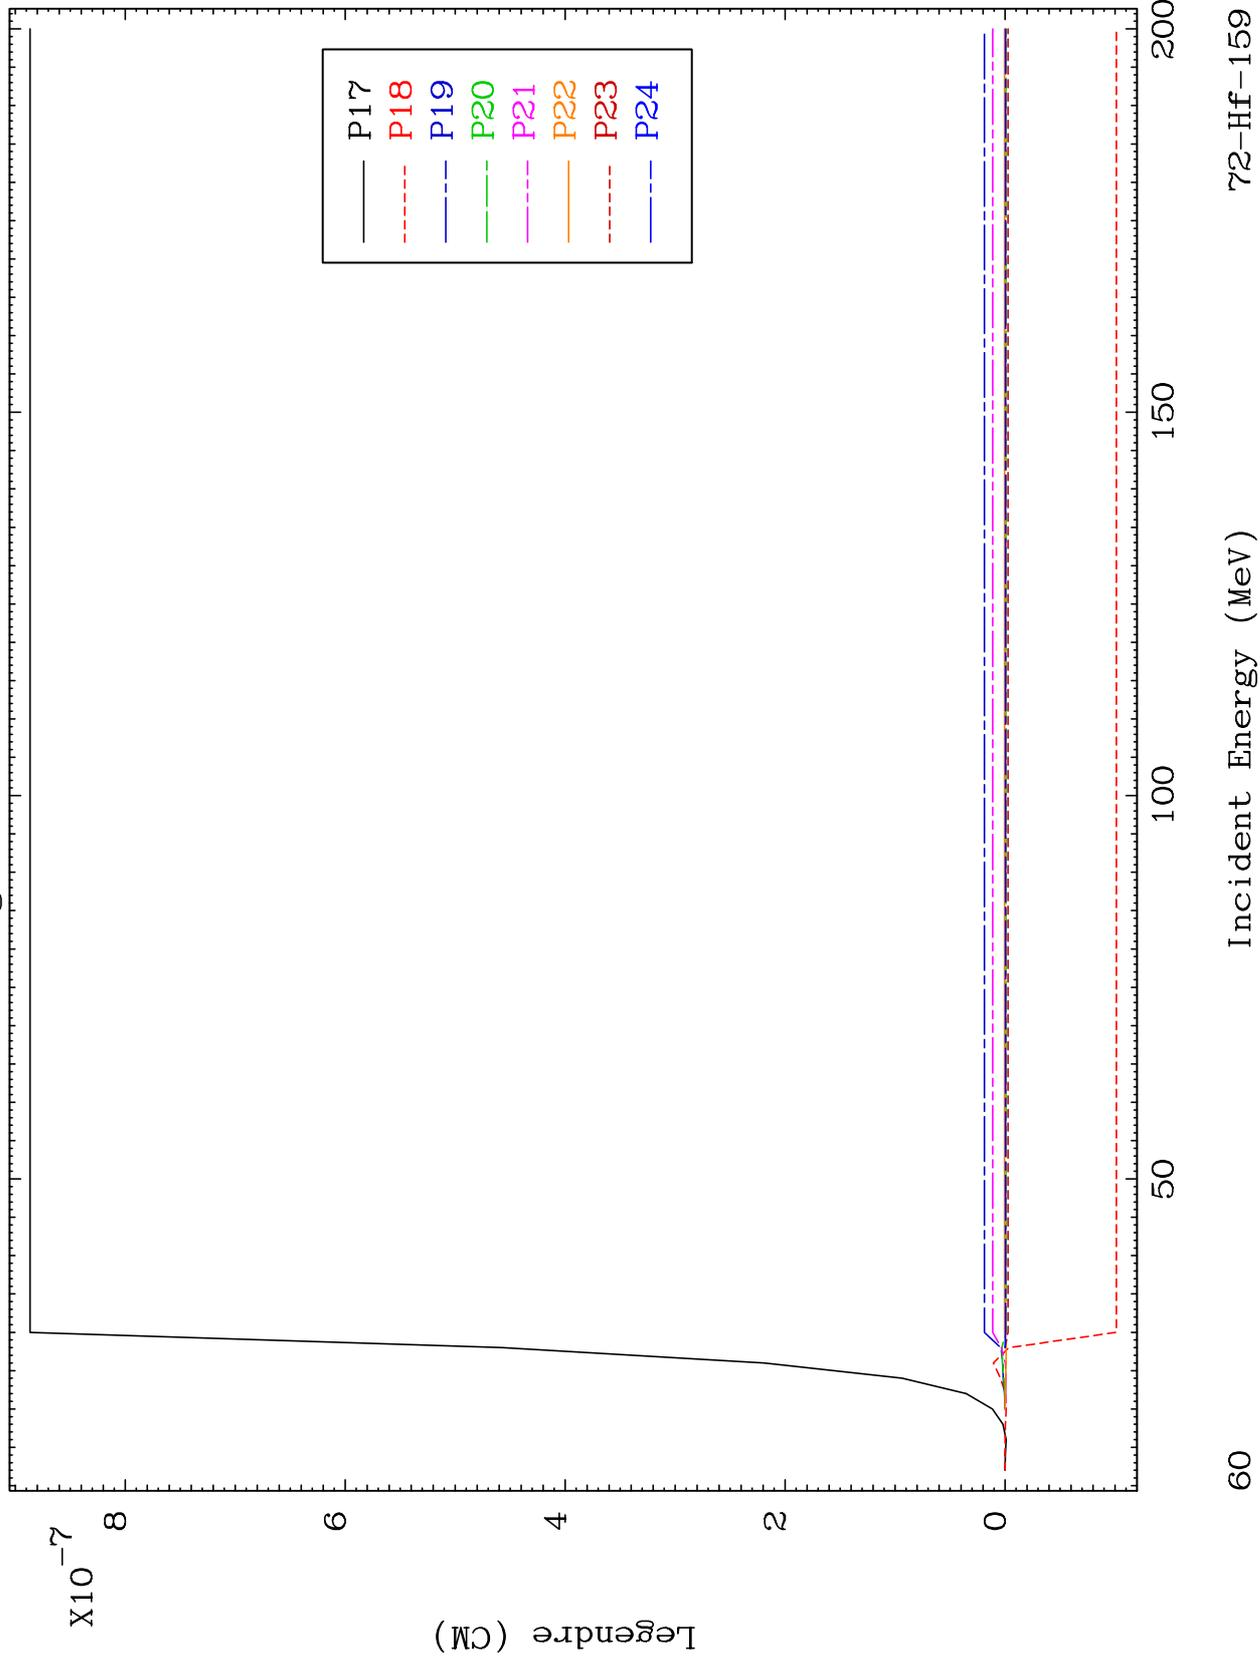 X10-7
8
6
4
2
0
Legendre (CM)
P17
P18
P19
P20
P21
P22
P23
P24
50
100
150
200
Incident Energy (MeV)
60
72-Hf-159